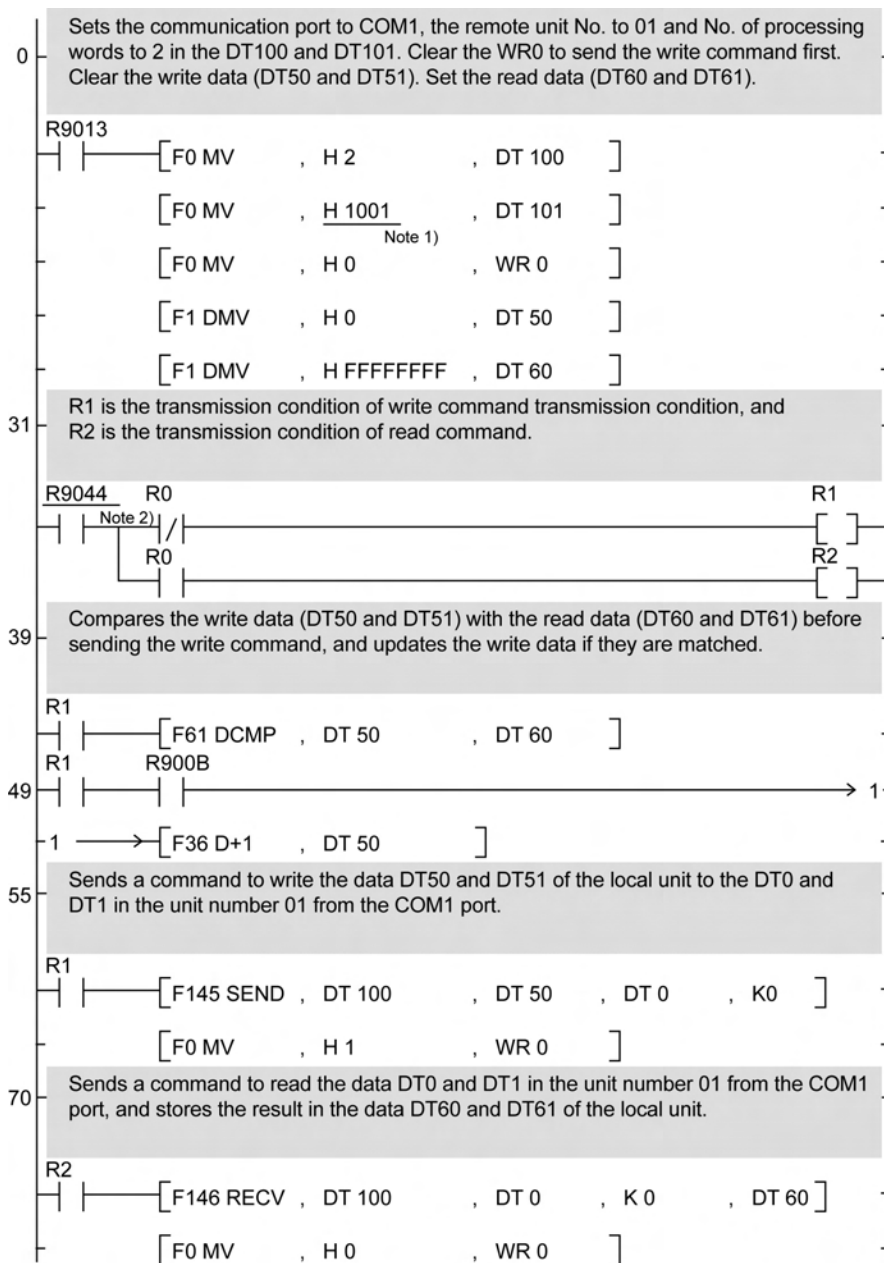 Sets the communication port to COM1, the remote unit No. to 01 and No. of processing
0 words to 2 in the DT100 and DT101. Clear the WR0 to send the write command first.
Clear the write data (DT50 and DT51). Set the read data (DT60 and DT61).
R9013
[F0 MV , H 2 , DT 100 ]
[F0 MV , H 1001 , DT 101 ]
Note 1)
[F0 MV , H 0 , WR 0 ]
[F1 DMV , H 0 , DT 50 ]
[F1 DMV , H FFFFFFFF , DT 60 ]
R1 is the transmission condition of write command transmission condition, and
31 R2 is the transmission condition of read command.
R9044 R0 R1
Note 2)
R0 R2
Compares the write data (DT50 and DT51) with the read data (DT60 and DT61) before
39 sending the write command, and updates the write data if they are matched.
R1
[F61 DCMP , DT 50 , DT 60 ]
R1 R900B
49 1
1 [F36 D+1 , DT 50 ]
Sends a command to write the data DT50 and DT51 of the local unit to the DT0 and
55 DT1 in the unit number 01 from the COM1 port.
R1
[F145 SEND , DT 100 , DT 50 , DT 0 , K0 ]
[F0 MV , H 1 , WR 0 ]
Sends a command to read the data DT0 and DT1 in the unit number 01 from the COM1
70 port, and stores the result in the data DT60 and DT61 of the local unit.
R2
[F146 RECV , DT 100 , DT 0 , K 0 , DT 60 ]
[F0 MV , H 0 , WR 0 ]